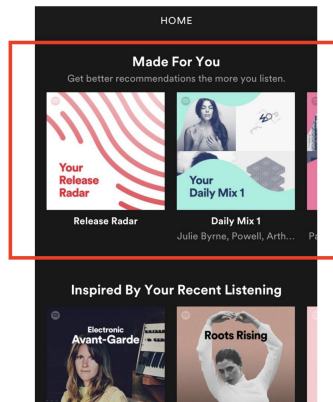 HOME
Made For You
Get better recommendations the more you listen.
Your
Release
Radar
Your
Daily Mix 1
Release Radar
Daily Mix 1
Julie Byrne, Powell, Arth...
Inspired By Your Recent Listening
Electronic
Avant-Garde
Roots Rising